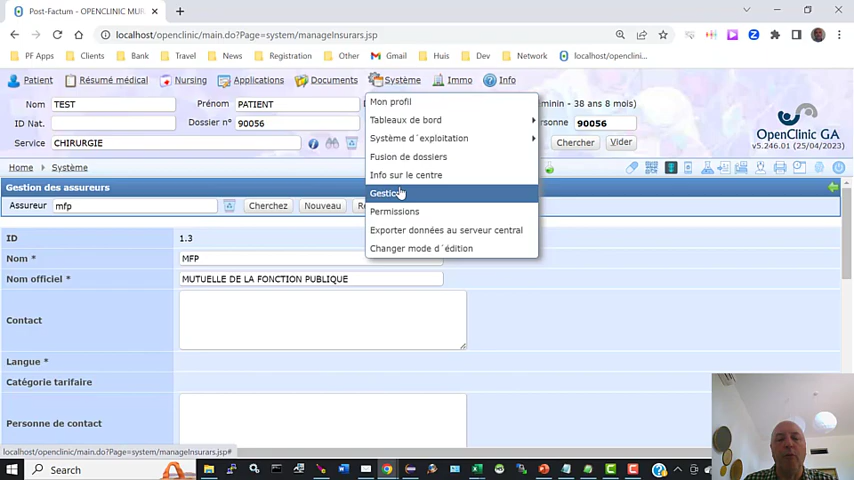 Post-Factum - OPENCLINIC MUR
localhost/openclinic/main.do?Page=system/manageInsurars.jsp
PF Apps Clients Bank Travel News Registration Other Gmail Huis Dev Network localhost/openclini...
Patient Résumé médical Nursing Applications Documents Système Immo Info
Nom TEST Prénom PATIENT eminin - 38 ans 8 mois)
ID Nat. Dossier n° 90056 ersonne 90056
Service CHIRURGIE Chercher Vider
OpenClinic GA
v5.246.01 (25/04/2023)
Mon profil
Tableaux de bord
Système d´exploitation
Fusion de dossiers
Info sur le centre
Gestion
Permissions
Exporter données au serveur central
Changer mode d´édition
Home Système
Gestion des assureurs
Assureur mfp Cherchez Nouveau Re
ID 1.3
Nom * MFP
Nom officiel * MUTUELLE DE LA FONCTION PUBLIQUE
Contact
Langue *
Catégorie tarifaire
Personne de contact
localhost/openclinic/main.do?Page=system/manageInsurars.jsp#
Search